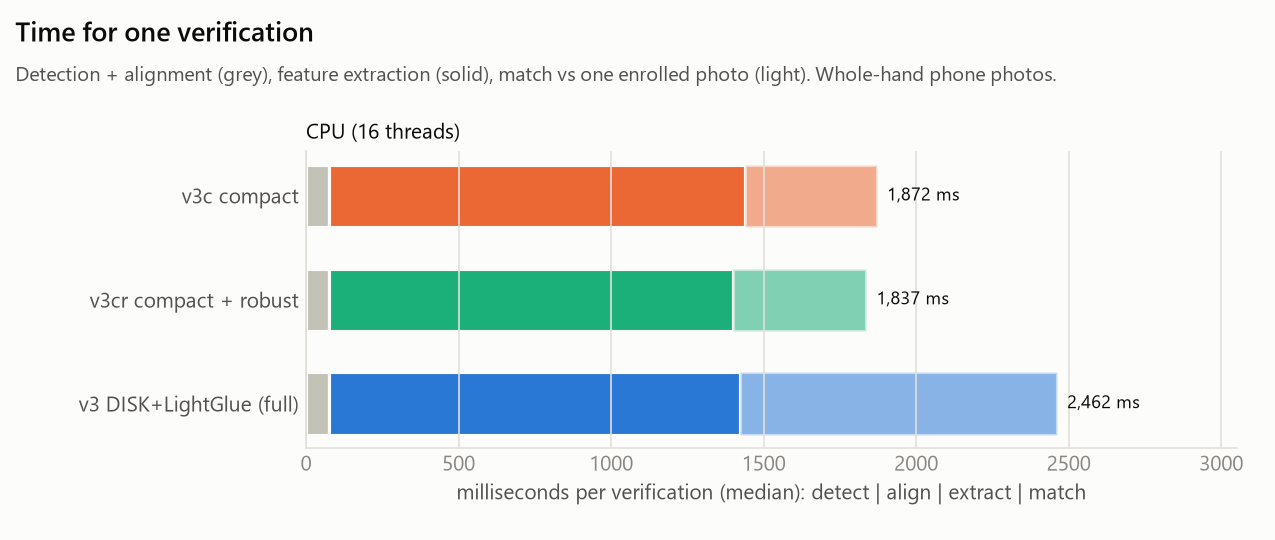 Time for one verification
Detection + alignment (grey), feature extraction (solid), match vs one enrolled photo (light). Whole-hand phone photos.
CPU (16 threads)
v3c compact
1,872 ms
v3cr compact + robust
1,837 ms
v3 DISK+LightGlue (full)
2,462 ms
0 500 1000 1500 2000 2500 3000
milliseconds per verification (median): detect | align | extract | match